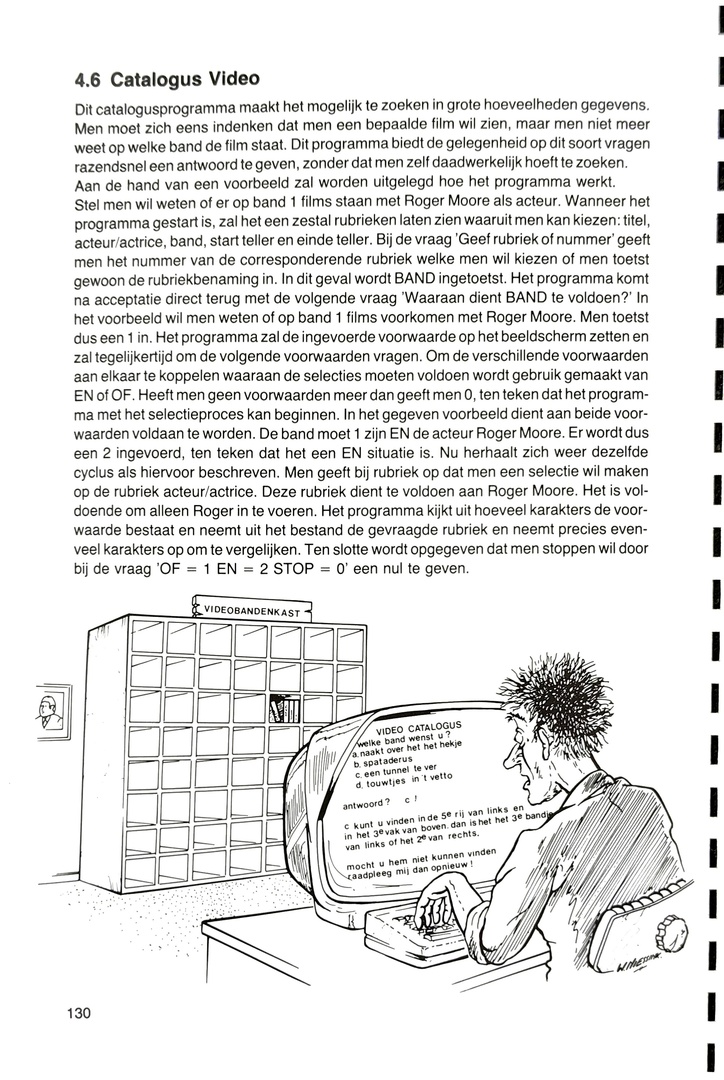 4.6 Catalogus Video
Dit catalogusprogramma maakt het mogelijk te zoeken in grote hoeveelheden gegevens.
Men moet zich eens indenken dat men een bepaalde film wil zien, maar men niet meer
weet op welke band de film staat. Dit programma biedt de gelegenheid op dit soort vragen
razendsnel een antwoord te geven, zonder dat men zelf daadwerkelijk hoeft te zoeken.
Aan de hand van een voorbeeld zal worden uitgelegd hoe het programma werkt.
Stel men wil weten of er op band 1 films staan met Roger Moore als acteur. Wanneer het
programma gestart is, zal het een zestal rubrieken laten zien waaruit men kan kiezen: titel,
acteur/actrice, band, start teller en einde teller. Bij de vraag 'Geef rubriek of nummer' geeft
men het nummer van de corresponderende rubriek welke men wil kiezen of men toetst
gewoon de rubriekbenaming in. In dit geval wordt BAND ingetoetst. Het programma komt
na acceptatie direct terug met de volgende vraag 'Waaraan dient BAND te voldoen?' In
het voorbeeld wil men weten of op band 1 films voorkomen met Roger Moore. Men toetst
dus een 1 in. Het programma zal de ingevoerde voorwaarde op het beeldscherm zetten en
zal tegelijkertijd om de volgende voorwaarden vragen. Om de verschillende voorwaarden
aan elkaar te koppelen waaraan de selecties moeten voldoen wordt gebruik gemaakt van
EN of OF. Heeft men geen voorwaarden meer dan geeft men 0, ten teken dat het program-
ma met het selectieproces kan beginnen. In het gegeven voorbeeld dient aan beide voor-
waarden voldaan te worden. De band moet 1 zijn EN de acteur Roger Moore. Er wordt dus
een 2 ingevoerd, ten teken dat het een EN situatie is. Nu herhaalt zich weer dezelfde
cyclus als hiervoor beschreven. Men geeft bij rubriek op dat men een selectie wil maken
op de rubriek acteur/actrice. Deze rubriek dient te voldoen aan Roger Moore. Het is vol-
doende om alleen Roger in te voeren. Het programma kijkt uit hoeveel karakters de voor-
waarde bestaat en neemt uit het bestand de gevraagde rubriek en neemt precies even-
veel karakters op om te vergelijken. Ten slotte wordt opgegeven dat men stoppen wil door
bij de vraag 'OF = 1 EN = 2 STOP = 0' een nul te geven.
VIDEOBANDENKAST
VIDEO CATALOGUS
welke band wenst u ?
a. naakt over het het hekje
b. spataderus
c. een tunnel te ver
d. touwtjes in 't vetto
antwoord ? c !
c kunt u vinden in de 5e rij van links en
in het 3e vak van boven. dan is het het 3e bandje
van links of het 2e van rechts.
mocht u hem niet kunnen vinden
raadpleeg mij dan opnieuw !
130